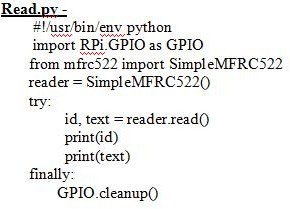 Read.py -
#!/usr/bin/env python
import RPi.GPIO as GPIO
from mfrc522 import SimpleMFRC522
reader = SimpleMFRC522()
try:
id, text = reader.read()
print(id)
print(text)
finally:
GPIO.cleanup()